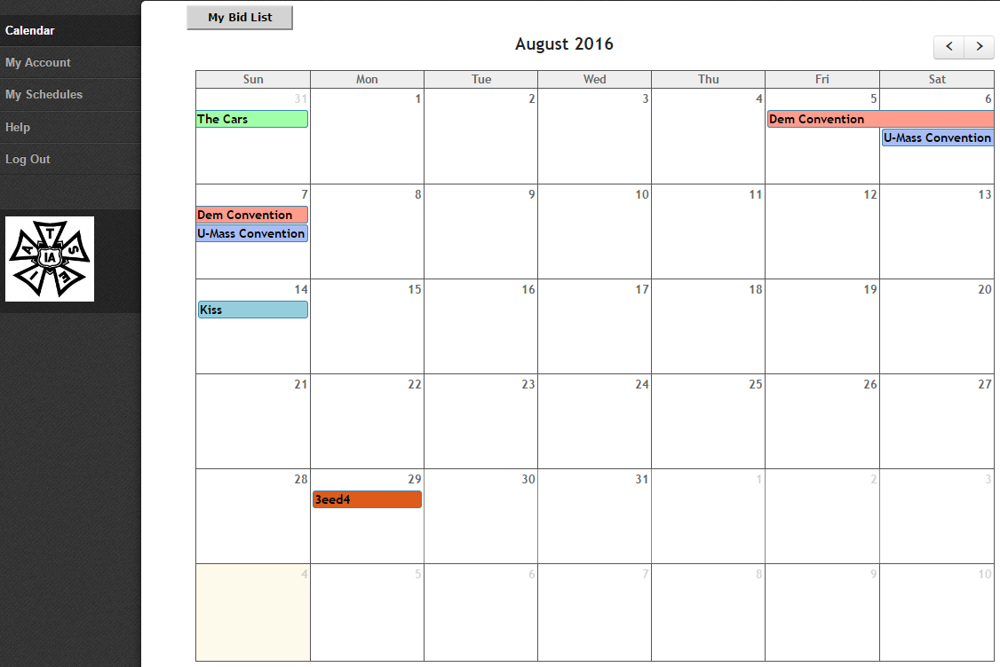 My Bid List
Calendar
My Account
My Schedules
Help
Log Out
I A T S E
IA
August 2016
< >
Sun Mon Tue Wed Thu Fri Sat
31 1 2 3 4 5 6
The Cars Dem Convention
U-Mass Convention
7 8 9 10 11 12 13
Dem Convention
U-Mass Convention
14 15 16 17 18 19 20
Kiss
21 22 23 24 25 26 27
28 29 30 31 1 2 3
3eed4
4 5 6 7 8 9 10